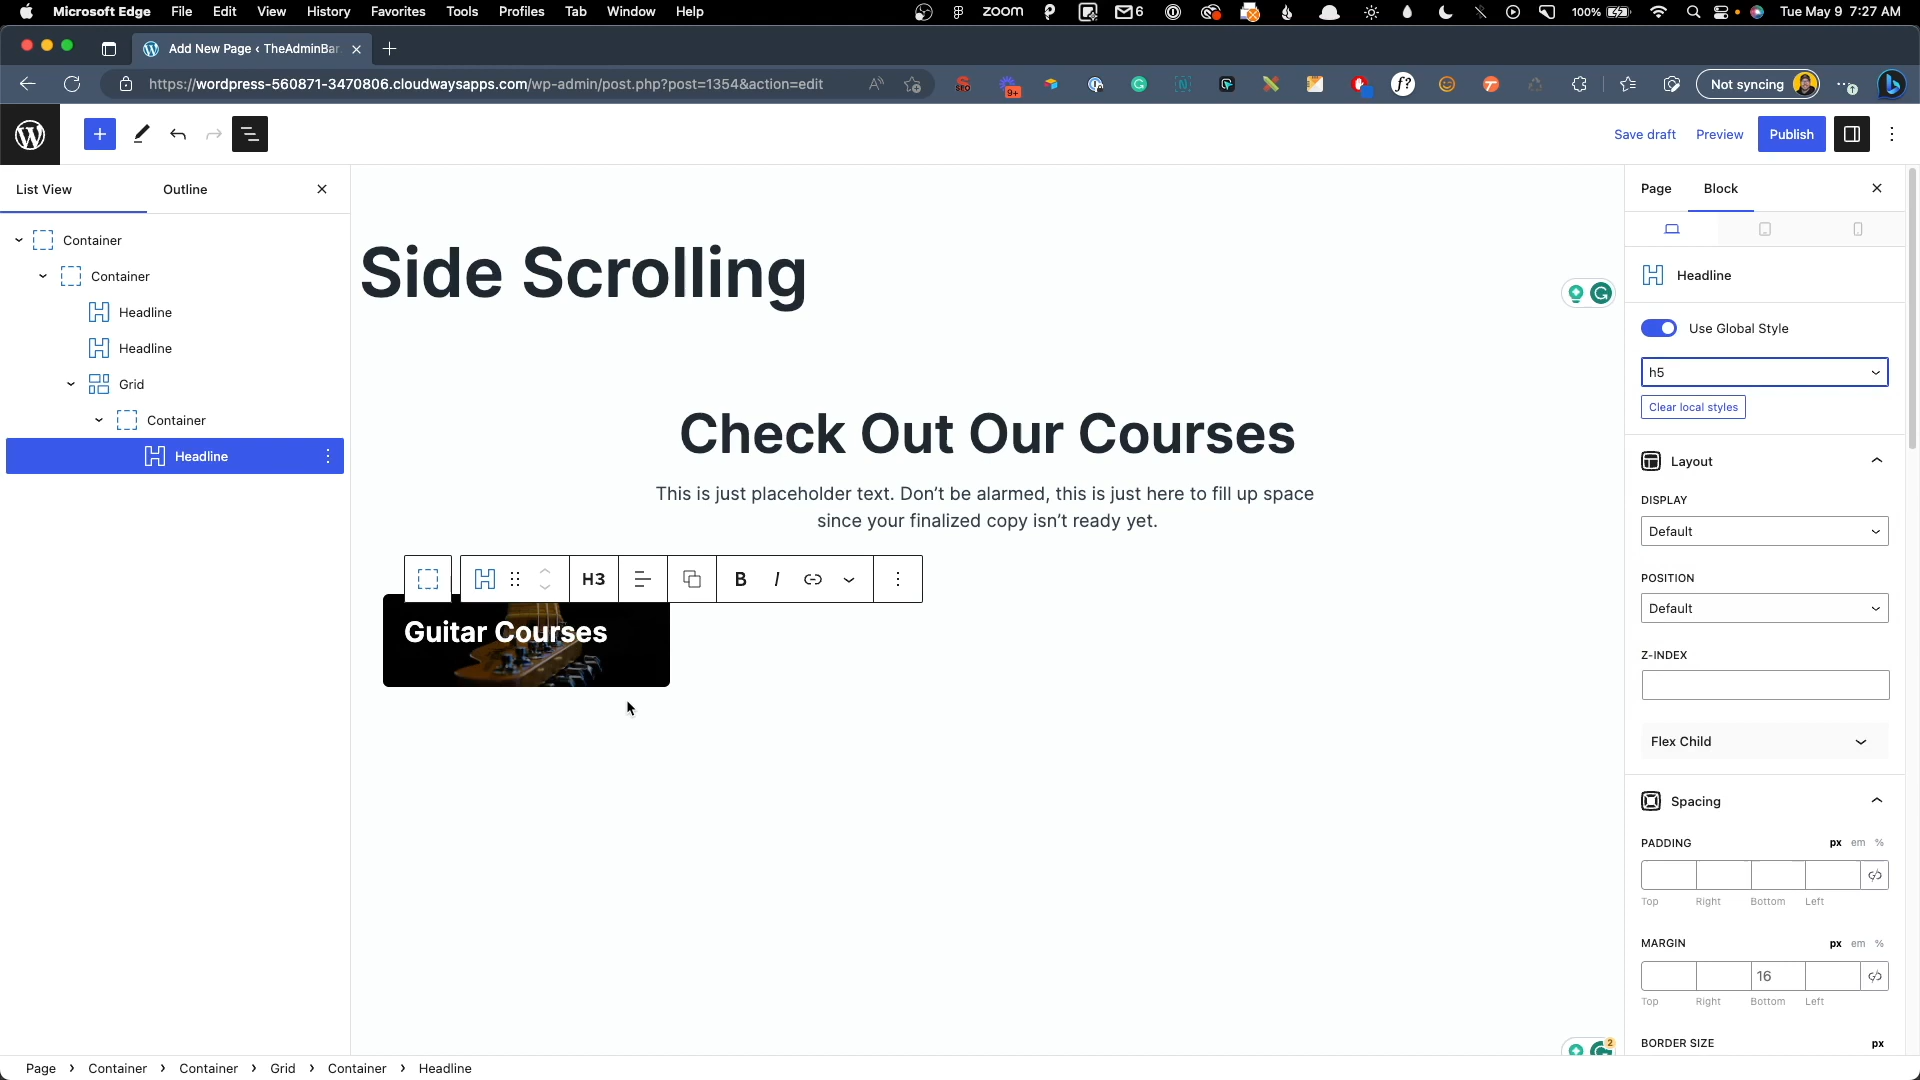 Microsoft Edge File Edit View History Favorites Tools Profiles Tab Window Help
zoom 6 100% Tue May 9 7:27 AM
Add New Page ‹ TheAdminBar
https://wordpress-560871-3470806.cloudwaysapps.com/wp-admin/post.php?post=1354&action=edit
SEO 9+ f? Not syncing
Save draft Preview Publish
List View Outline
Container
Container
Headline
Headline
Grid
Container
Headline
Side Scrolling
Check Out Our Courses
This is just placeholder text. Don't be alarmed, this is just here to fill up space
since your finalized copy isn't ready yet.
H3 B I
Guitar Courses
2
Page Block
Headline
Use Global Style
h5
Clear local styles
Layout
DISPLAY
Default
POSITION
Default
Z-INDEX
Flex Child
Spacing
PADDING px em %
Top Right Bottom Left
MARGIN px em %
16
Top Right Bottom Left
BORDER SIZE px
Page › Container › Container › Grid › Container › Headline